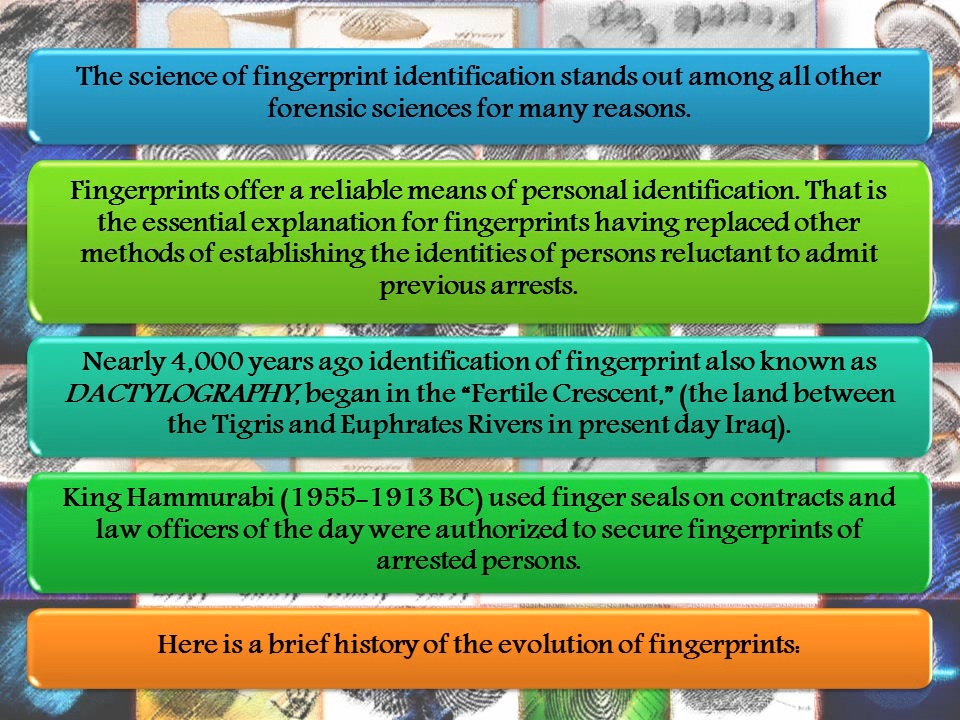 The science of fingerprint identification stands out among all other
forensic sciences for many reasons.
Fingerprints offer a reliable means of personal identification. That is
the essential explanation for fingerprints having replaced other
methods of establishing the identities of persons reluctant to admit
previous arrests.
Nearly 4,000 years ago identification of fingerprint also known as
DACTYLOGRAPHY, began in the “Fertile Crescent,” (the land between
the Tigris and Euphrates Rivers in present day Iraq).
King Hammurabi (1955-1913 BC) used finger seals on contracts and
law officers of the day were authorized to secure fingerprints of
arrested persons.
Here is a brief history of the evolution of fingerprints: